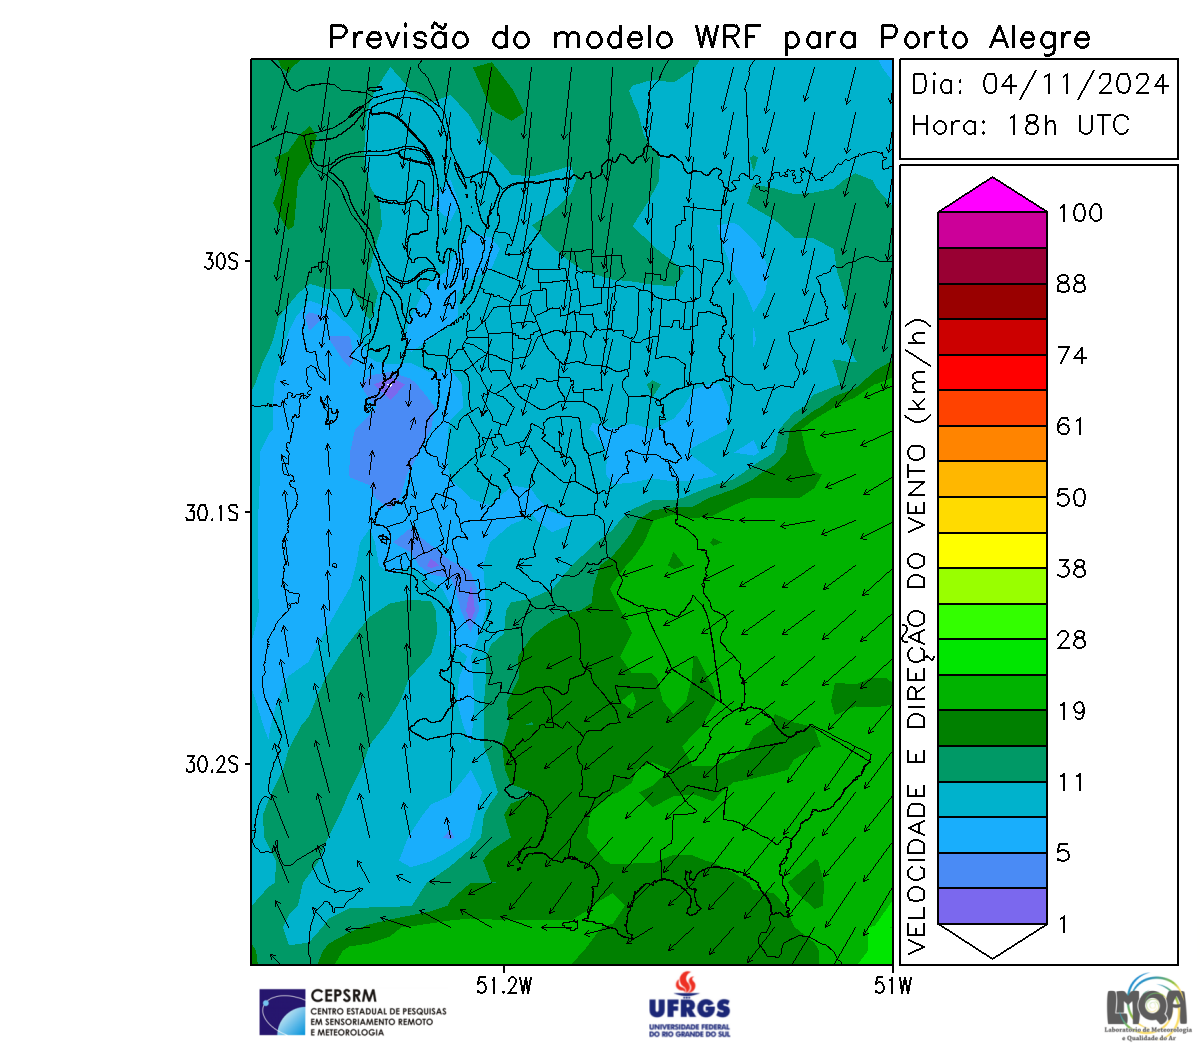 Previsão do modelo WRF para Porto Alegre
Dia: 04/11/2024
Hora: 18h UTC
100
88
74
61
50
38
28
19
11
5
1
VELOCIDADE E DIREÇÃO DO VENTO (km/h)
30S
30.1S
30.2S
51.2W
51W
CEPSRM
CENTRO ESTADUAL DE PESQUISAS
EM SENSORIAMENTO REMOTO
E METEOROLOGIA
UFRGS
UNIVERSIDADE FEDERAL
DO RIO GRANDE DO SUL
LMQA
Laboratório de Meteorologia
e Qualidade do Ar